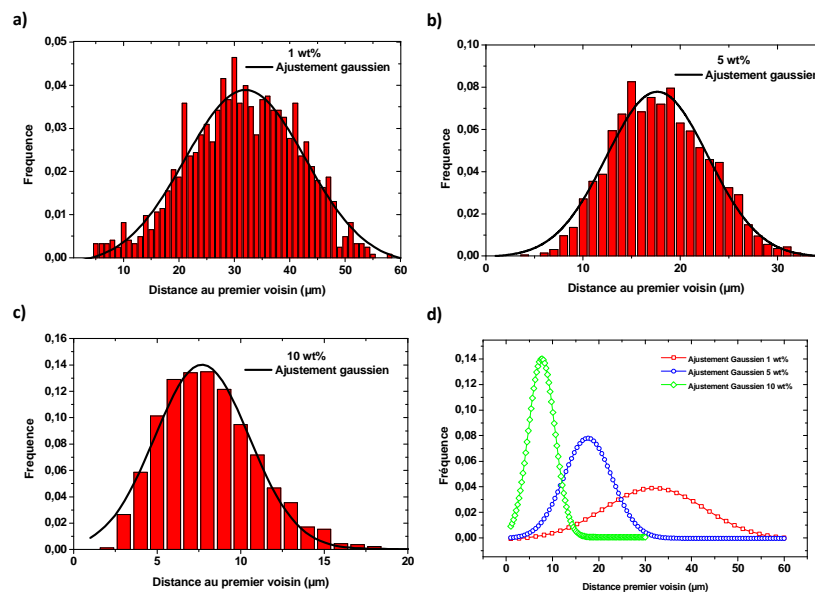 a)
0,05
0,04
0,03
0,02
0,01
0,00
Frequence
1 wt%
Ajustement gaussien
10 20 30 40 50 60
Distance au premier voisin (µm)
b)
0,10
0,08
0,06
0,04
0,02
0,00
Frequence
5 wt%
Ajustement gaussien
10 20 30
Distance au premier voisin (µm)
c)
0,16
0,14
0,12
0,10
0,08
0,06
0,04
0,02
0,00
Frequence
10 wt%
Ajustement gaussien
5 10 15 20
Distance au premier voisin (µm)
d)
0,14
0,12
0,10
0,08
0,06
0,04
0,02
0,00
Fréquence
Ajustement Gaussien 1 wt%
Ajustement Gaussien 5 wt%
Ajustement Gaussien 10 wt%
0 10 20 30 40 50 60
Distance premier voisin (µm)